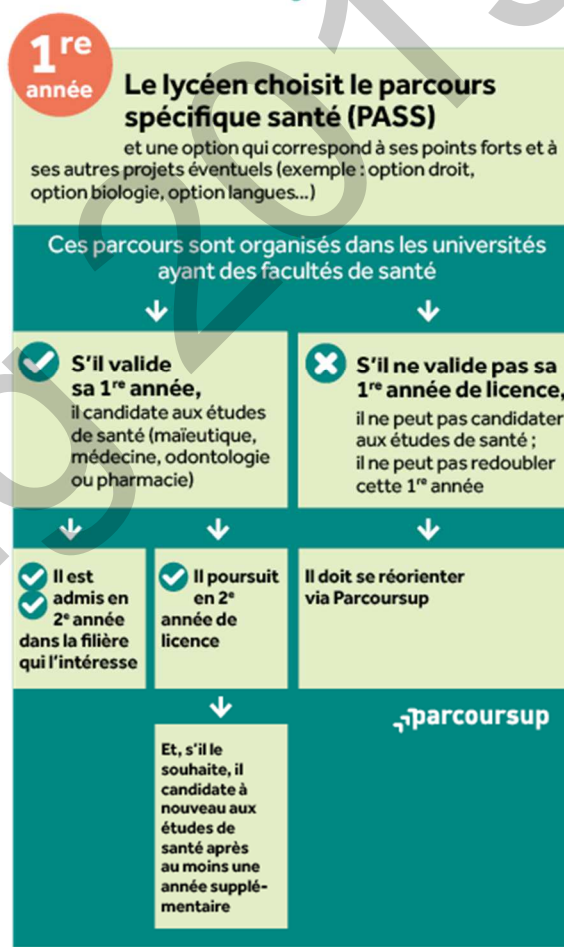 1re
année
Le lycéen choisit le parcours
spécifique santé (PASS)
et une option qui correspond à ses points forts et à
ses autres projets éventuels (exemple : option droit,
option biologie, option langues...)
Ces parcours sont organisés dans les universités
ayant des facultés de santé
S'il valide
sa 1re année,
il candidate aux études
de santé (maïeutique,
médecine, odontologie
ou pharmacie)
S'il ne valide pas sa
1re année de licence,
il ne peut pas candidater
aux études de santé ;
il ne peut pas redoubler
cette 1re année
Il est
admis en
2e année
dans la filière
qui l'intéresse
Il poursuit
en 2e
année de
licence
Il doit se réorienter
via Parcoursup
Et, s'il le
souhaite, il
candidate à
nouveau aux
études de
santé après
au moins une
année supplé-
mentaire
parcoursup